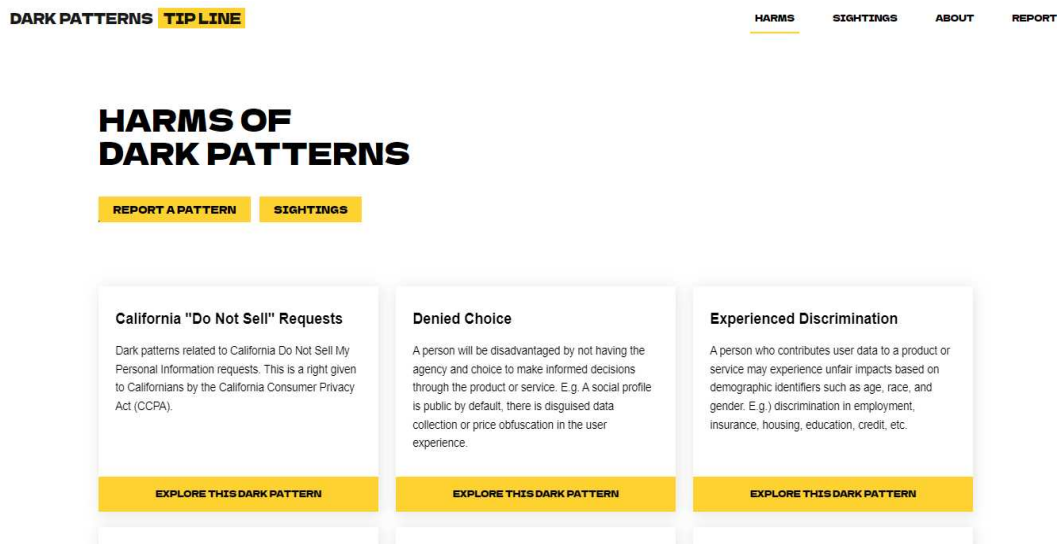 DARK PATTERNS TIP LINE
HARMS SIGHTINGS ABOUT REPORT
HARMS OF
DARK PATTERNS
REPORT A PATTERN SIGHTINGS
California "Do Not Sell" Requests
Dark patterns related to California Do Not Sell My
Personal Information requests. This is a right given
to Californians by the California Consumer Privacy
Act (CCPA).
EXPLORE THIS DARK PATTERN
Denied Choice
A person will be disadvantaged by not having the
agency and choice to make informed decisions
through the product or service. E.g. A social profile
is public by default, there is disguised data
collection or price obfuscation in the user
experience.
EXPLORE THIS DARK PATTERN
Experienced Discrimination
A person who contributes user data to a product or
service may experience unfair impacts based on
demographic identifiers such as age, race, and
gender. E.g.) discrimination in employment,
insurance, housing, education, credit, etc.
EXPLORE THIS DARK PATTERN